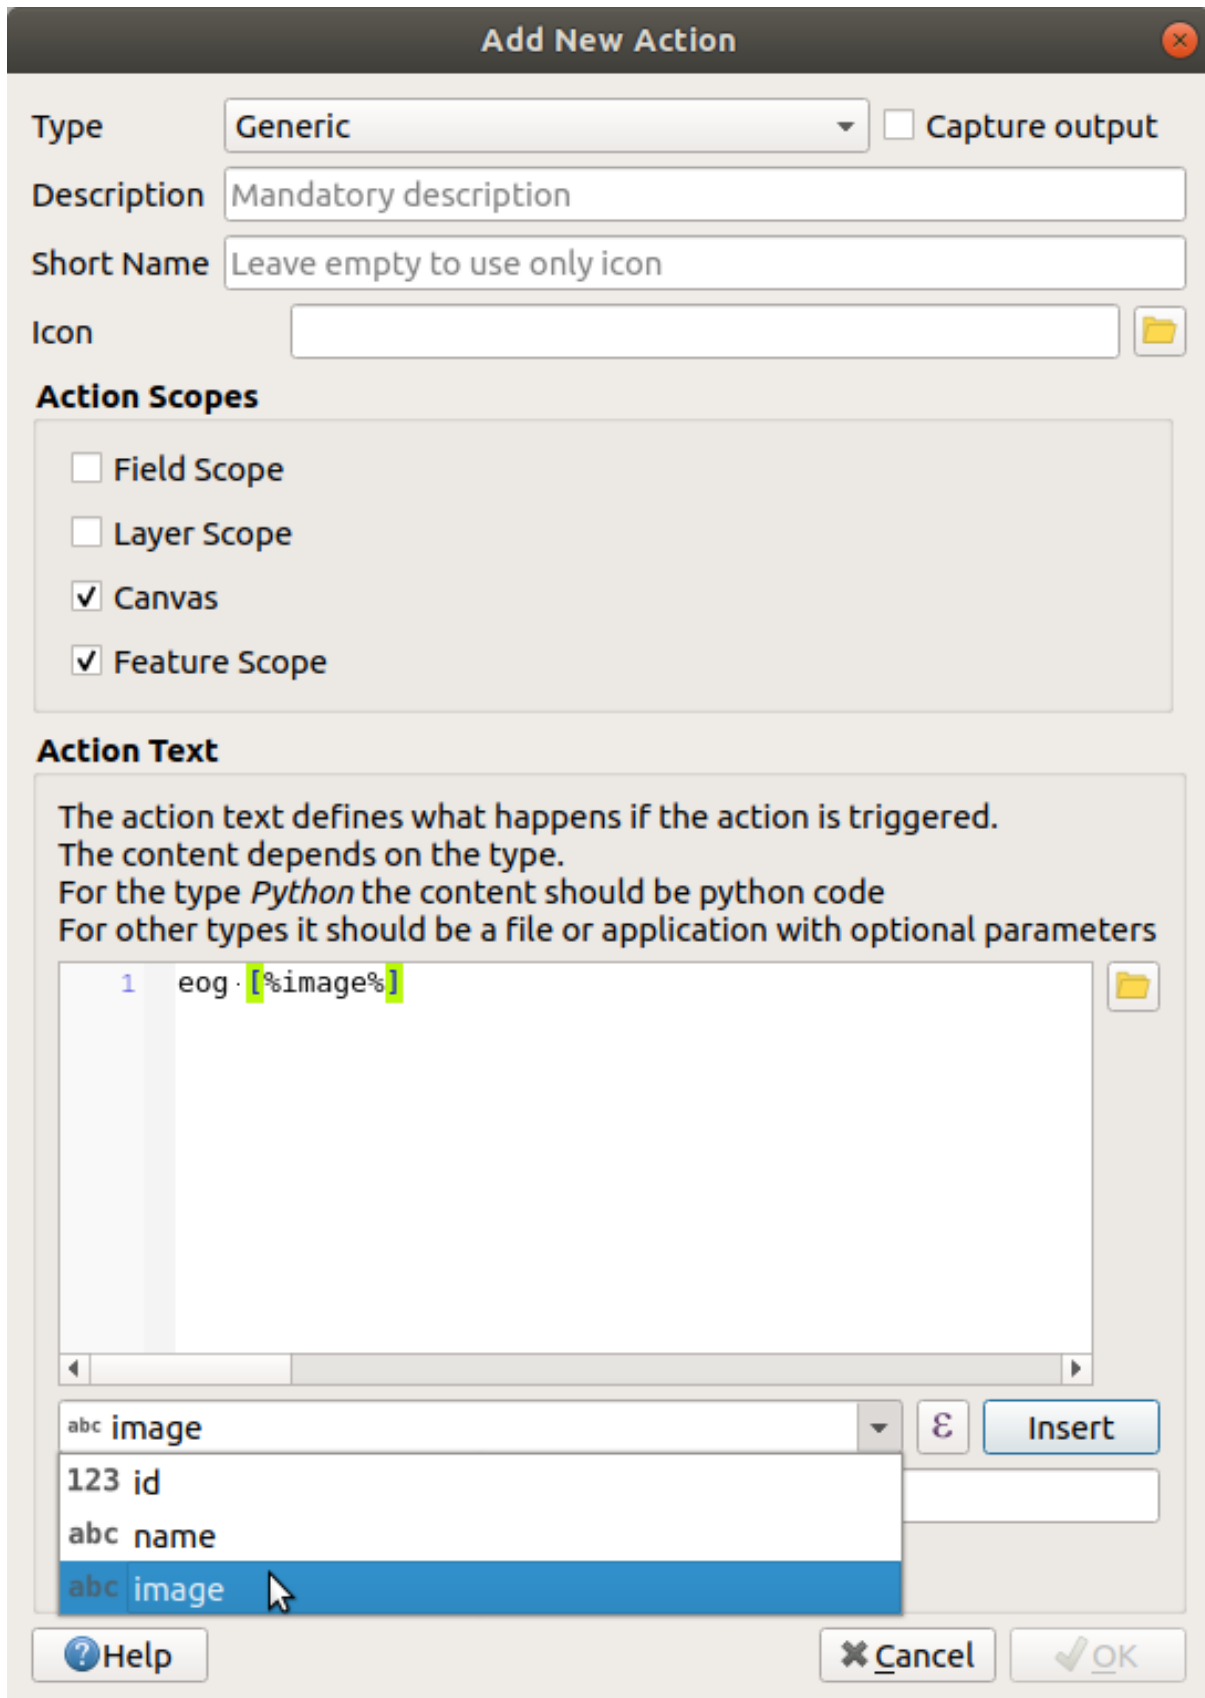 Add New Action
Type Generic Capture output
Description Mandatory description
Short Name Leave empty to use only icon
Icon
Action Scopes
Field Scope
Layer Scope
Canvas
Feature Scope
Action Text
The action text defines what happens if the action is triggered.
The content depends on the type.
For the type Python the content should be python code
For other types it should be a file or application with optional parameters
1 eog·[%image%]
abc image ε Insert
123 id
abc name
abc image
?Help Cancel OK